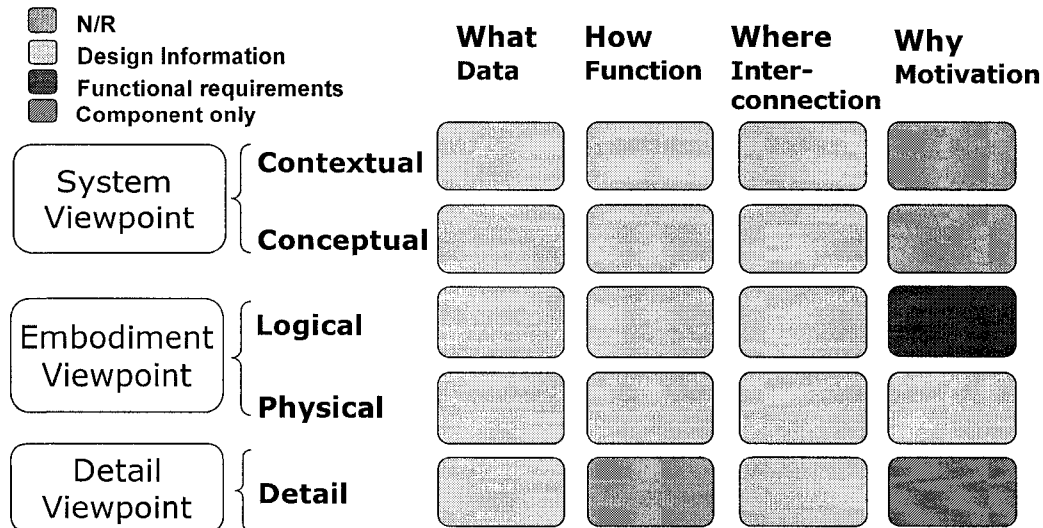 N/R
Design Information
Functional requirements
Component only
What
Data
How
Function
Where
Inter-
connection
Why
Motivation
System
Viewpoint
Contextual
Conceptual
Embodiment
Viewpoint
Logical
Physical
Detail
Viewpoint
Detail